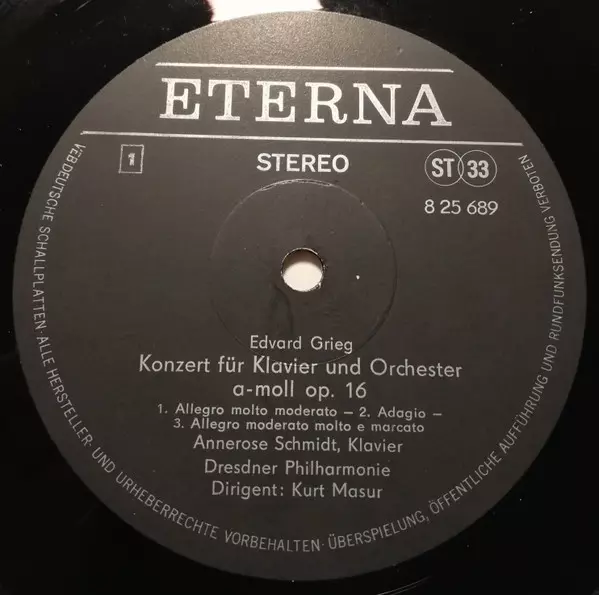 ETERNA
1
STEREO
ST 33
8 25 689
Edvard Grieg
Konzert für Klavier und Orchester
a-moll op. 16
1. Allegro molto moderato – 2. Adagio –
3. Allegro moderato molto e marcato
Annerose Schmidt, Klavier
Dresdner Philharmonie
Dirigent: Kurt Masur
VEB DEUTSCHE SCHALLPLATTEN · ALLE HERSTELLER- UND URHEBERRECHTE VORBEHALTEN · ÜBERSPIELUNG, ÖFFENTLICHE AUFFÜHRUNG UND RUNDFUNKSENDUNG VERBOTEN